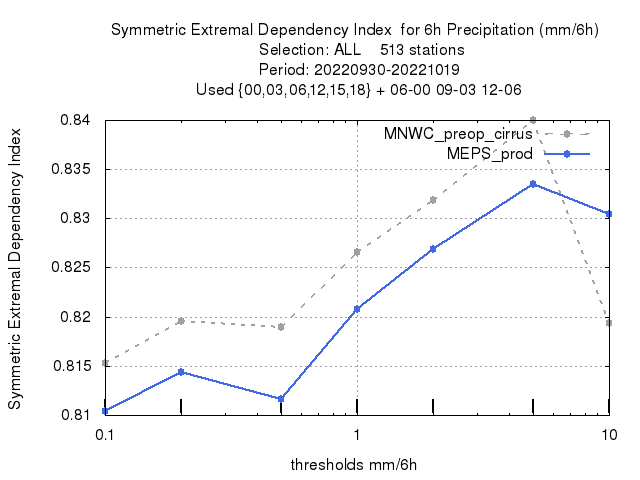 Symmetric Extremal Dependency Index  for 6h Precipitation (mm/6h)
Selection: ALL    513 stations
Period: 20220930-20221019
Used {00,03,06,12,15,18} + 06-00 09-03 12-06
Symmetric Extremal Dependency Index
0.84
0.835
0.83
0.825
0.82
0.815
0.81
MNWC_preop_cirrus
MEPS_prod
0.1
1
10
thresholds mm/6h